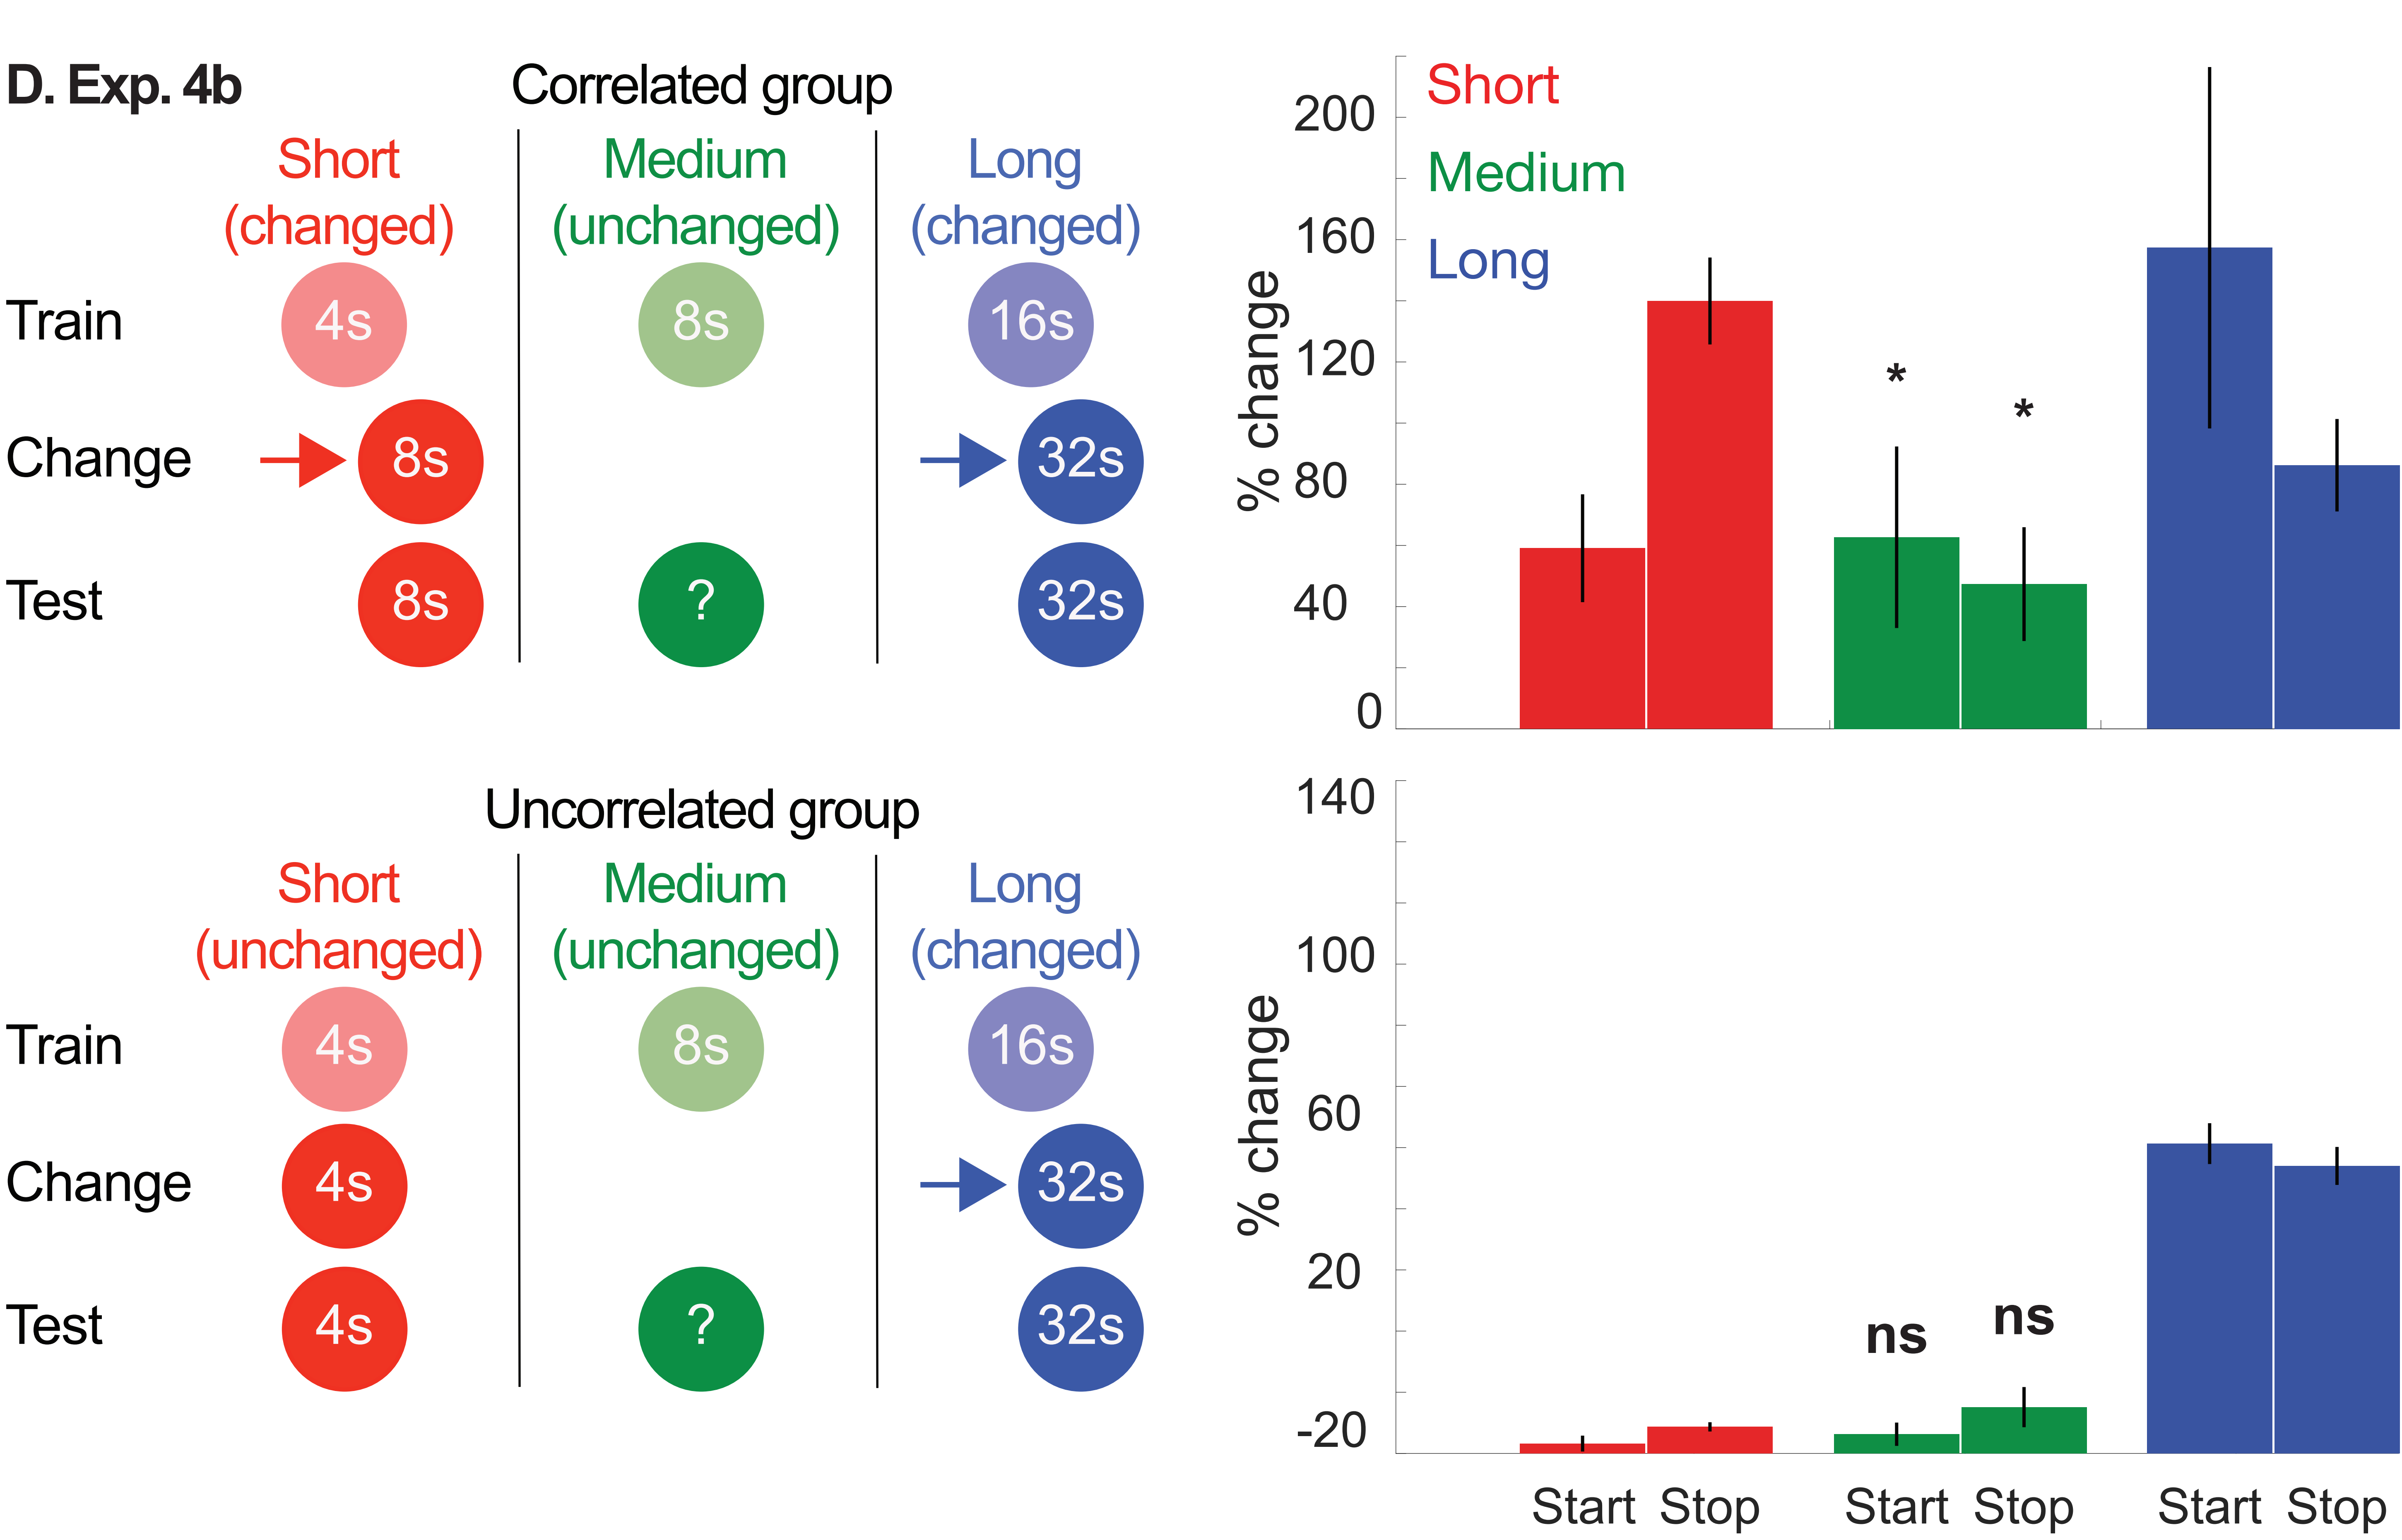 D. Exp. 4b
Correlated group
Short
(changed)
Medium
(unchanged)
Long
(changed)
Train
4s
8s
16s
Change
8s
32s
Test
8s
?
32s
% change
200
160
120
80
40
0
Short
Medium
Long
*
*
Uncorrelated group
Short
(unchanged)
Medium
(unchanged)
Long
(changed)
Train
4s
8s
16s
Change
4s
32s
Test
4s
?
32s
% change
140
100
60
20
-20
ns
ns
Start Stop Start Stop Start Stop